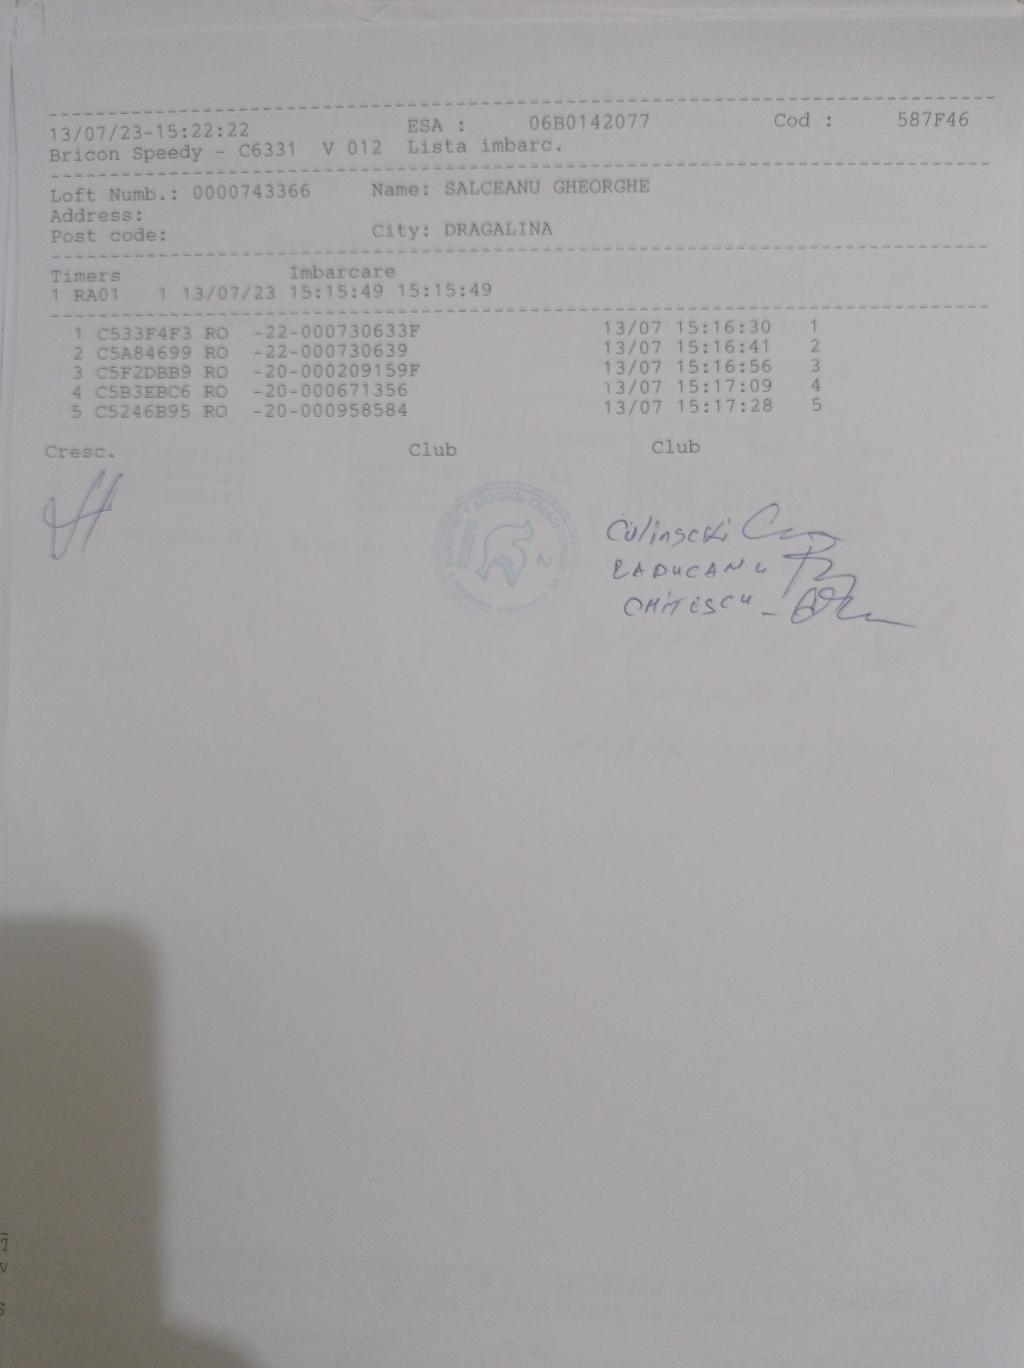 13/07/23-15:22:22 ESA : 06B0142077 Cod : 587F46
Bricon Speedy - C6331 V 012 Lista imbarc.
Loft Numb.: 0000743366 Name: SALCEANU GHEORGHE
Address:
Post code: City: DRAGALINA
Timers Imbarcare
1 RA01 1 13/07/23 15:15:49 15:15:49
1 C533F4F3 RO -22-000730633F 13/07 15:16:30 1
2 C5A84699 RO -22-000730639 13/07 15:16:41 2
3 C5F2DBB9 RO -20-000209159F 13/07 15:16:56 3
4 C5B3EBC6 RO -20-000671356 13/07 15:17:09 4
5 C5246B95 RO -20-000958584 13/07 15:17:28 5
Cresc. Club Club
RADUCANU